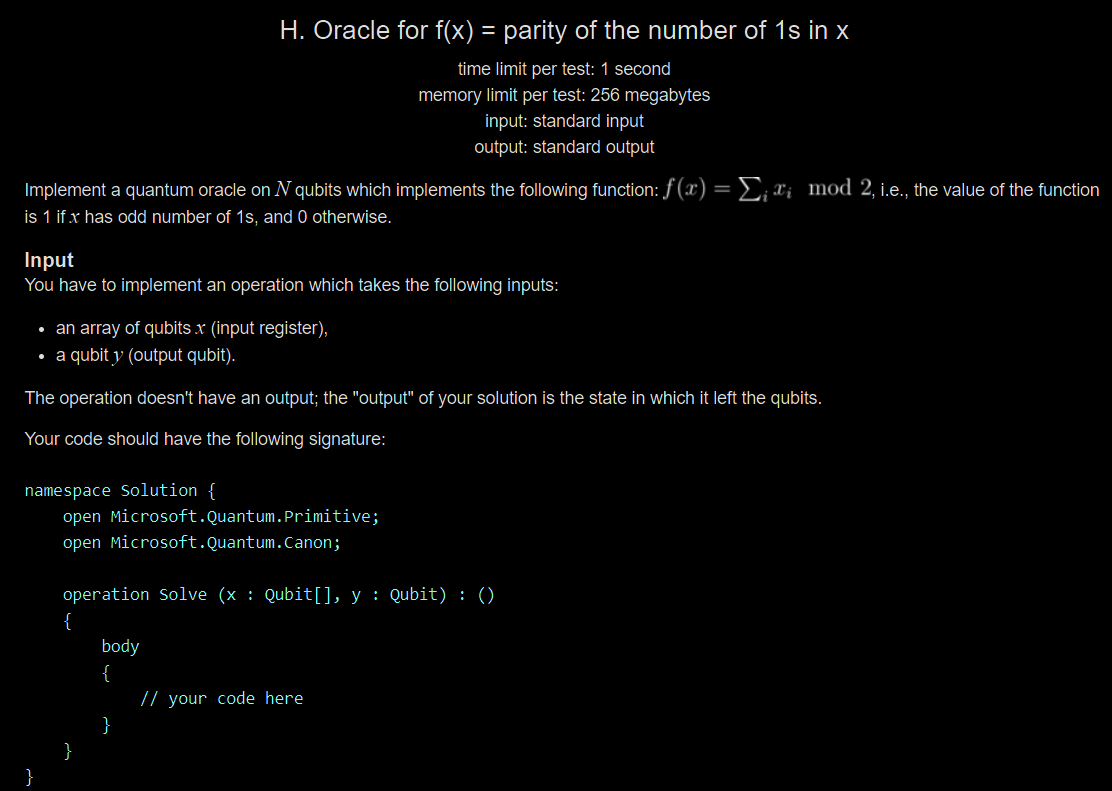 H. Oracle for f(x) = parity of the number of 1s in x
time limit per test: 1 second
memory limit per test: 256 megabytes
input: standard input
output: standard output
Implement a quantum oracle on N qubits which implements the following function: f(x) = ∑ᵢ xᵢ mod 2, i.e., the value of the function
is 1 if x has odd number of 1s, and 0 otherwise.
Input
You have to implement an operation which takes the following inputs:
• an array of qubits x (input register),
• a qubit y (output qubit).
The operation doesn't have an output; the "output" of your solution is the state in which it left the qubits.
Your code should have the following signature:
namespace Solution {
    open Microsoft.Quantum.Primitive;
    open Microsoft.Quantum.Canon;
    operation Solve (x : Qubit[], y : Qubit) : ()
    {
        body
        {
            // your code here
        }
    }
}